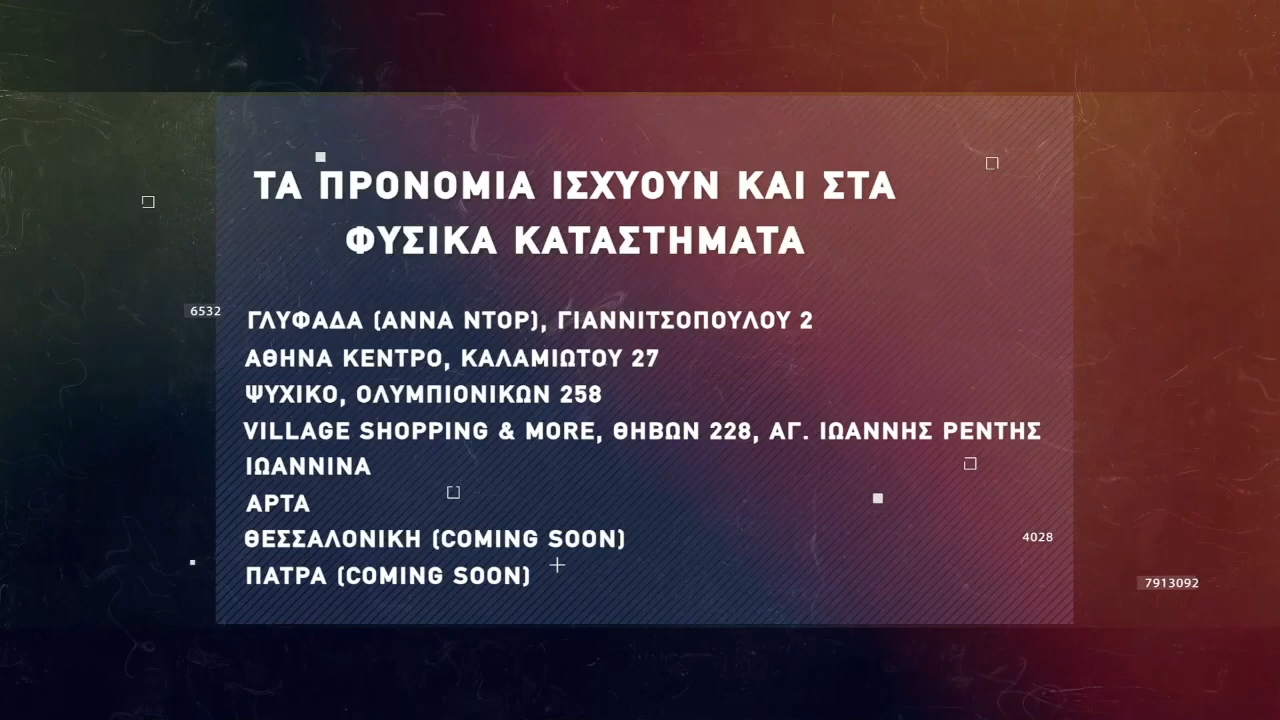 ΤΑ ΠΡΟΝΟΜΙΑ ΙΣΧΥΟΥΝ ΚΑΙ ΣΤΑ
ΦΥΣΙΚΑ ΚΑΤΑΣΤΗΜΑΤΑ
6532
ΓΛΥΦΑΔΑ (ΑΝΝΑ ΝΤΟΡ), ΓΙΑΝΝΙΤΣΟΠΟΥΛΟΥ 2
ΑΘΗΝΑ ΚΕΝΤΡΟ, ΚΑΛΑΜΙΩΤΟΥ 27
ΨΥΧΙΚΟ, ΟΛΥΜΠΙΟΝΙΚΩΝ 258
VILLAGE SHOPPING & MORE, ΘΗΒΩΝ 228, ΑΓ. ΙΩΑΝΝΗΣ ΡΕΝΤΗΣ
ΙΩΑΝΝΙΝΑ
ΑΡΤΑ
ΘΕΣΣΑΛΟΝΙΚΗ (COMING SOON)
4028
ΠΑΤΡΑ (COMING SOON)
7913092